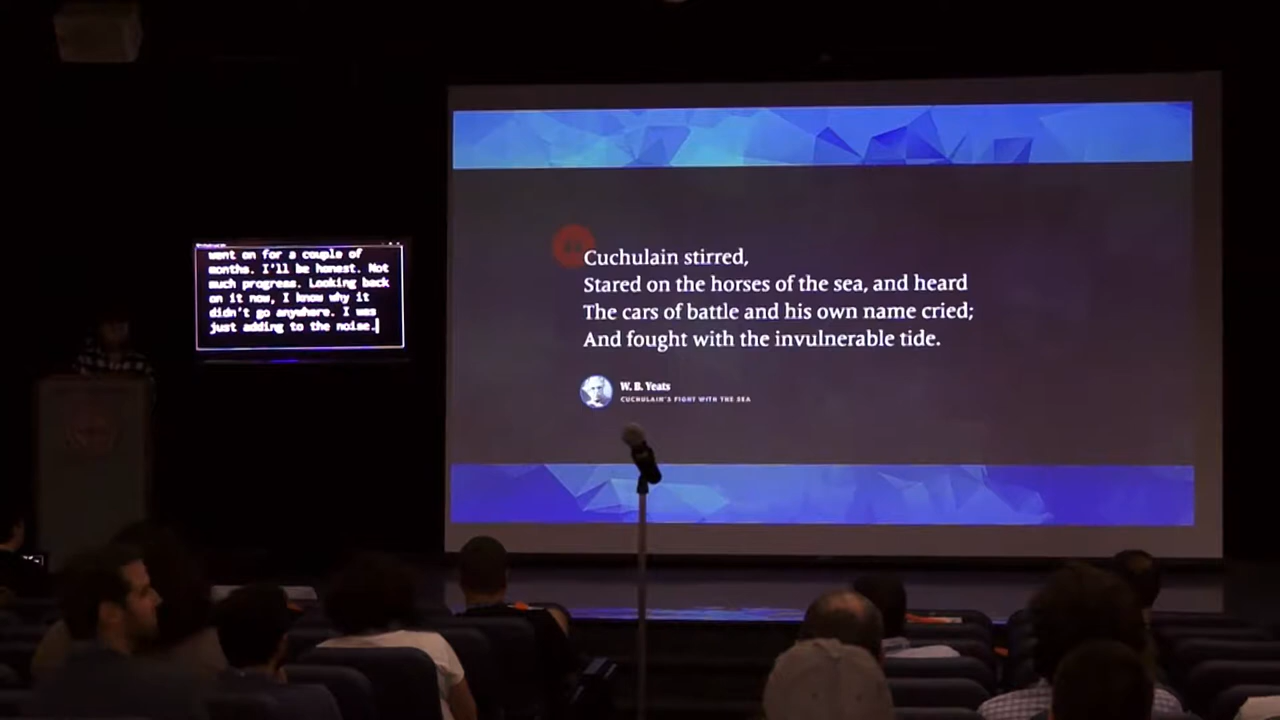 went on for a couple of
months. I'll be honest. Not
much progress. Looking back
on it now, I know why it
didn't go anywhere. I was
just adding to the noise.
Cuchulain stirred,
Stared on the horses of the sea, and heard
The cars of battle and his own name cried;
And fought with the invulnerable tide.
W. B. Yeats
CUCHULAIN'S FIGHT WITH THE SEA